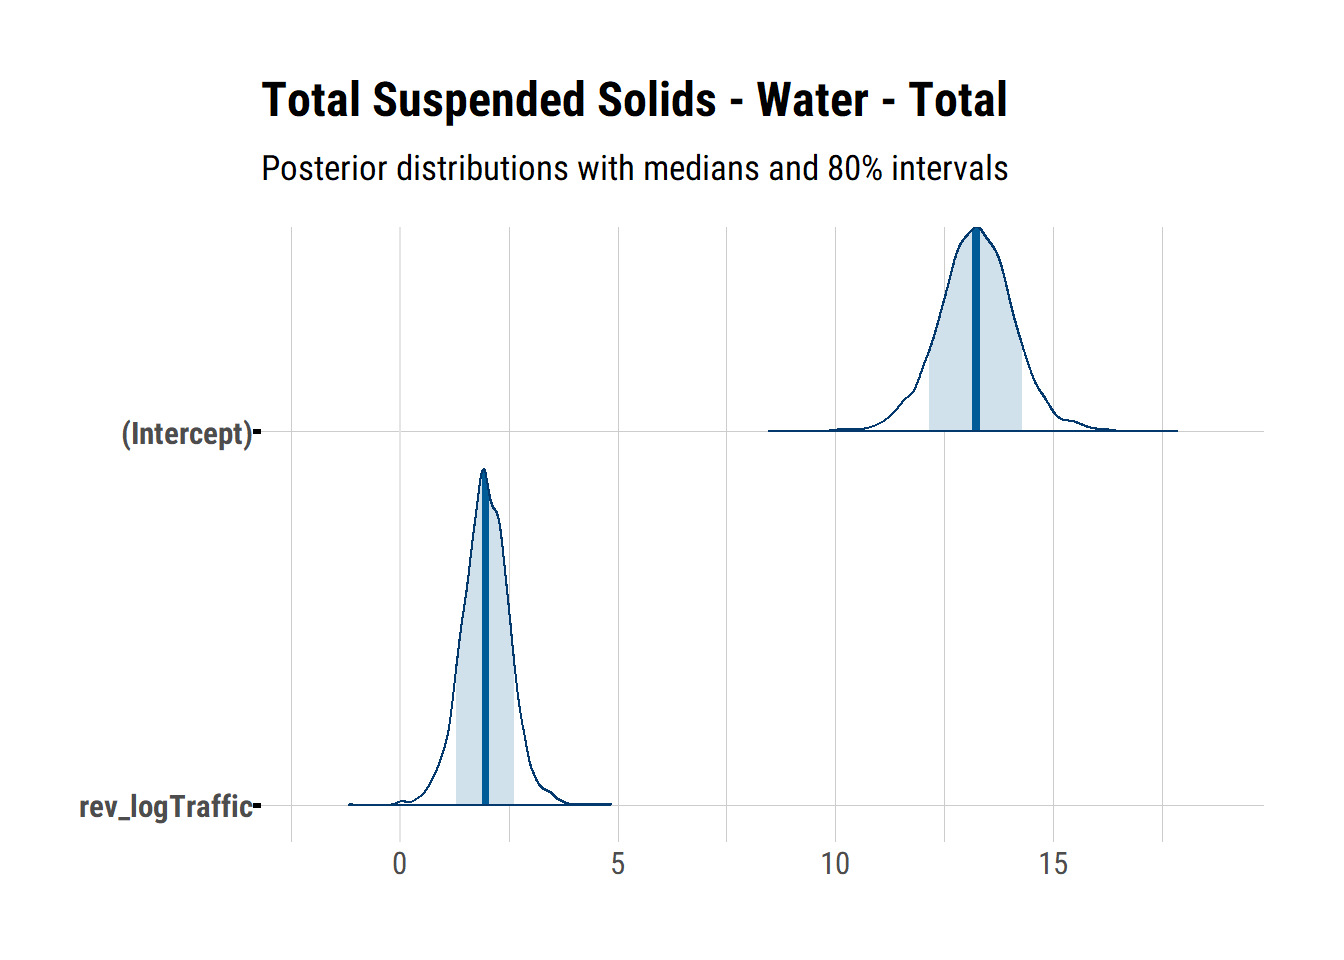 Total Suspended Solids - Water - Total
Posterior distributions with medians and 80% intervals
(Intercept)
rev_logTraffic
0 5 10 15